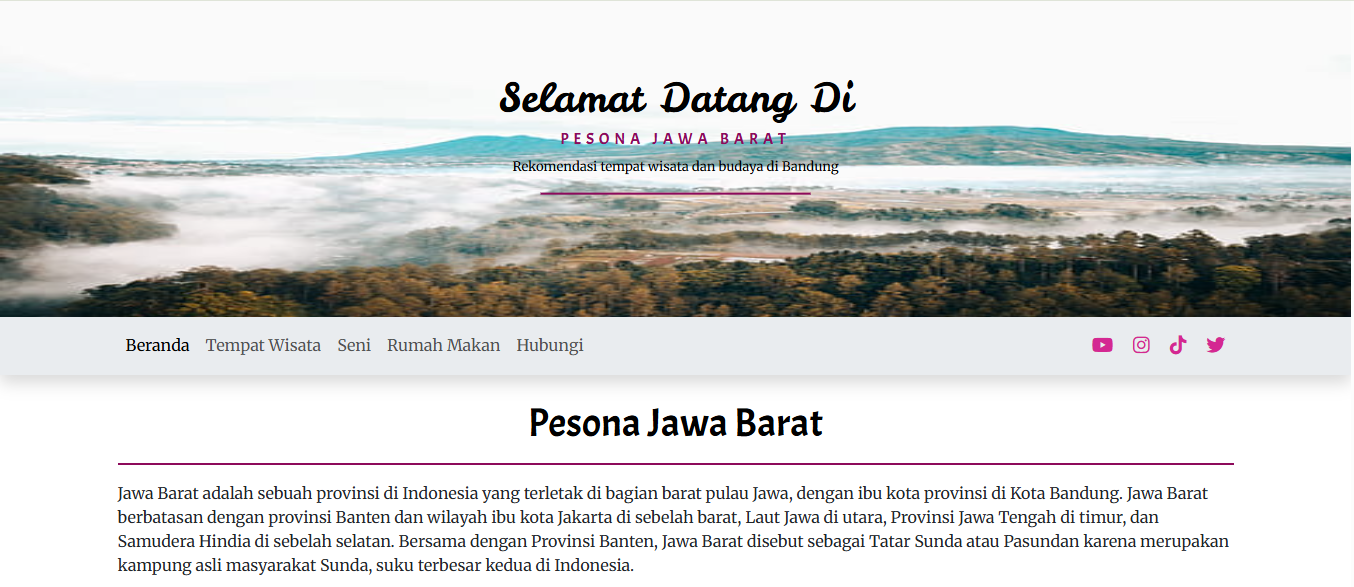 Selamat Datang Di
PESONA JAWA BARAT
Rekomendasi tempat wisata dan budaya di Bandung
Beranda Tempat Wisata Seni Rumah Makan Hubungi
Pesona Jawa Barat
Jawa Barat adalah sebuah provinsi di Indonesia yang terletak di bagian barat pulau Jawa, dengan ibu kota provinsi di Kota Bandung. Jawa Barat
berbatasan dengan provinsi Banten dan wilayah ibu kota Jakarta di sebelah barat, Laut Jawa di utara, Provinsi Jawa Tengah di timur, dan
Samudera Hindia di sebelah selatan. Bersama dengan Provinsi Banten, Jawa Barat disebut sebagai Tatar Sunda atau Pasundan karena merupakan
kampung asli masyarakat Sunda, suku terbesar kedua di Indonesia.